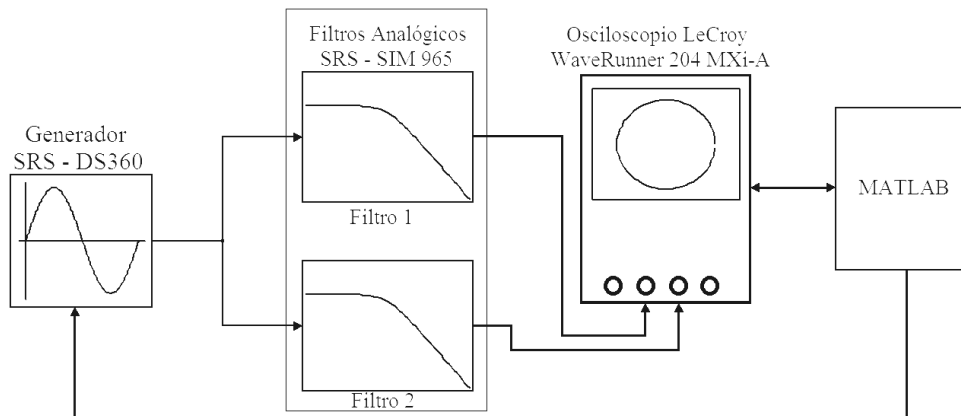 Generador
SRS - DS360
Filtros Analógicos
SRS - SIM 965
Filtro 1
Filtro 2
Osciloscopio LeCroy
WaveRunner 204 MXi-A
MATLAB